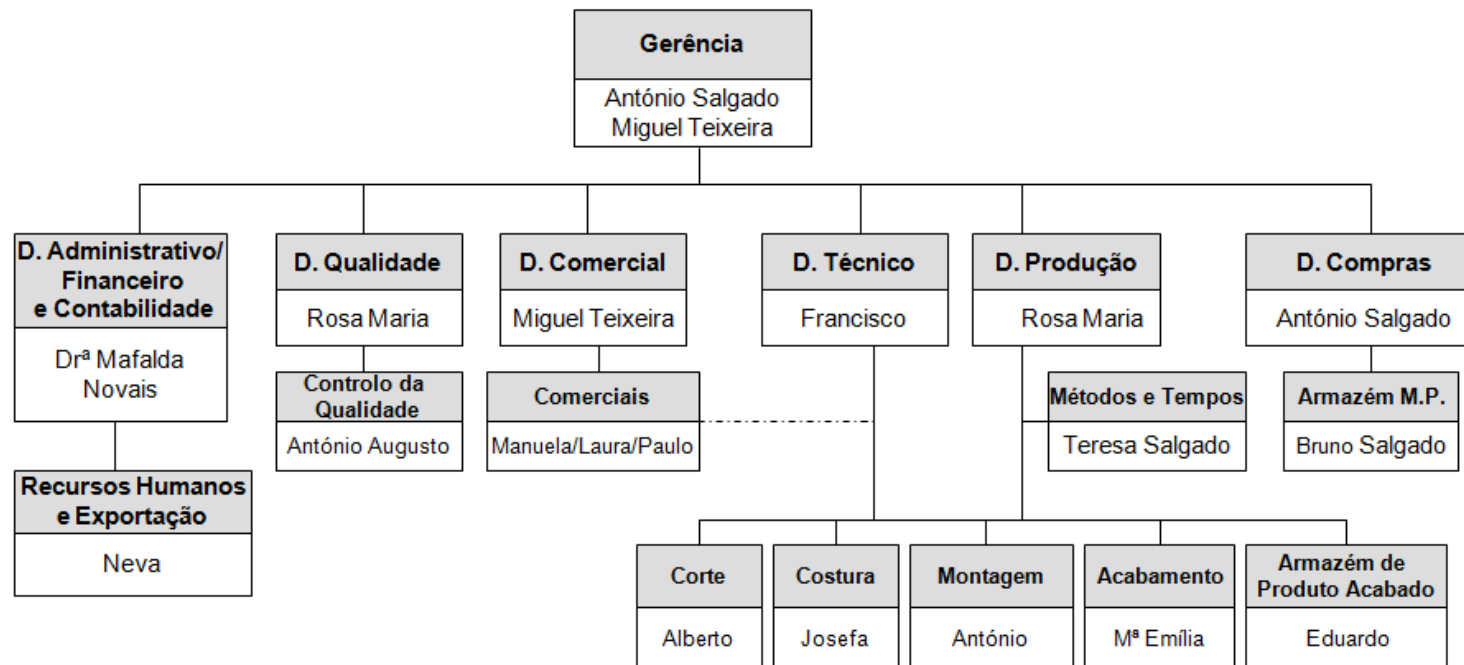 Gerência
António Salgado
Miguel Teixeira
D. Administrativo/
Financeiro
e Contabilidade
Drª Mafalda
Novais
Recursos Humanos
e Exportação
Neva
D. Qualidade
Rosa Maria
Controlo da
Qualidade
António Augusto
D. Comercial
Miguel Teixeira
Comerciais
Manuela/Laura/Paulo
D. Técnico
Francisco
D. Produção
Rosa Maria
Métodos e Tempos
Teresa Salgado
D. Compras
António Salgado
Armazém M.P.
Bruno Salgado
Corte
Alberto
Costura
Josefa
Montagem
António
Acabamento
Mª Emília
Armazém de
Produto Acabado
Eduardo